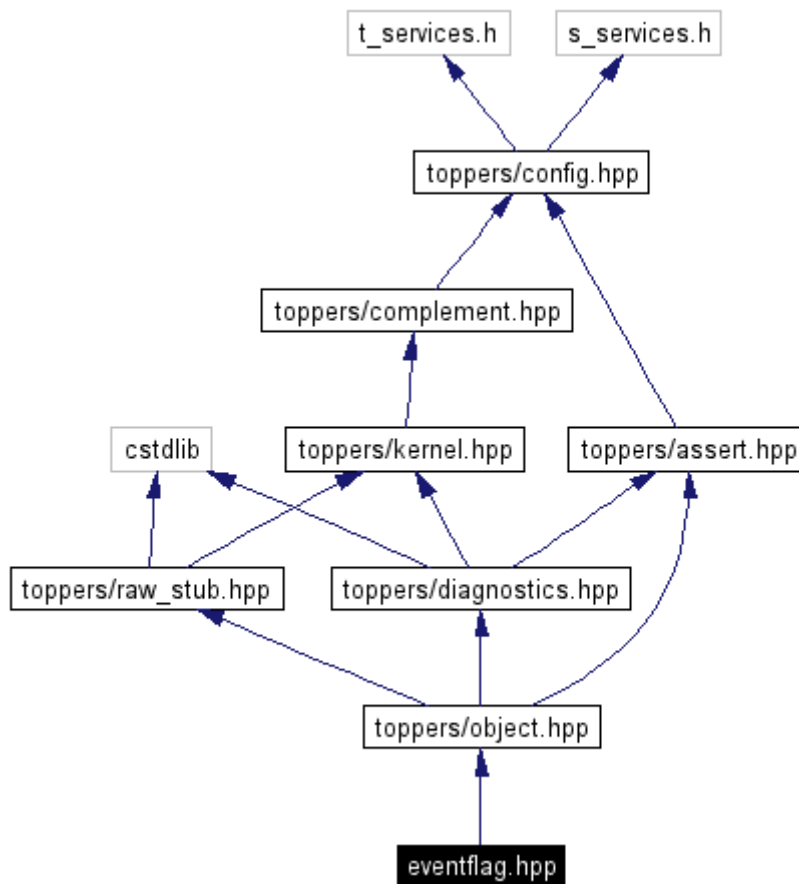 t_services.h
s_services.h
toppers/config.hpp
toppers/complement.hpp
cstdlib
toppers/kernel.hpp
toppers/assert.hpp
toppers/raw_stub.hpp
toppers/diagnostics.hpp
toppers/object.hpp
eventflag.hpp